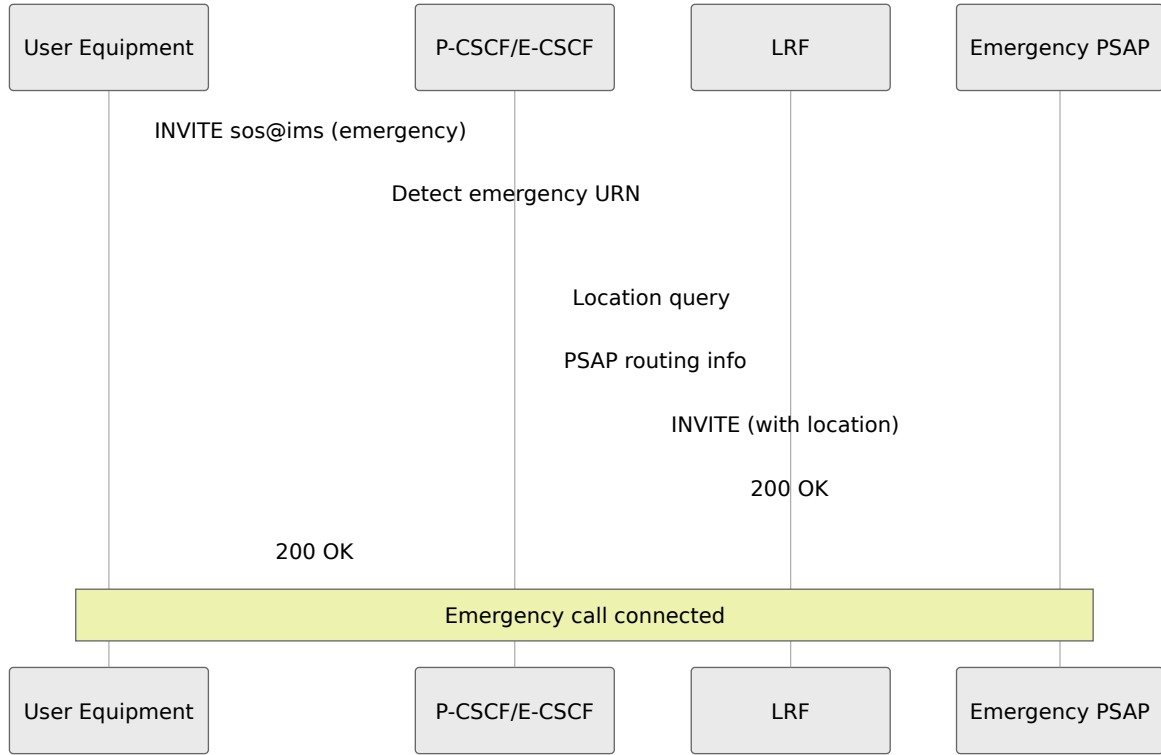 User Equipment
P-CSCF/E-CSCF
LRF
Emergency PSAP
INVITE sos@ims (emergency)
Detect emergency URN
Location query
PSAP routing info
INVITE (with location)
200 OK
200 OK
Emergency call connected
User Equipment
P-CSCF/E-CSCF
LRF
Emergency PSAP